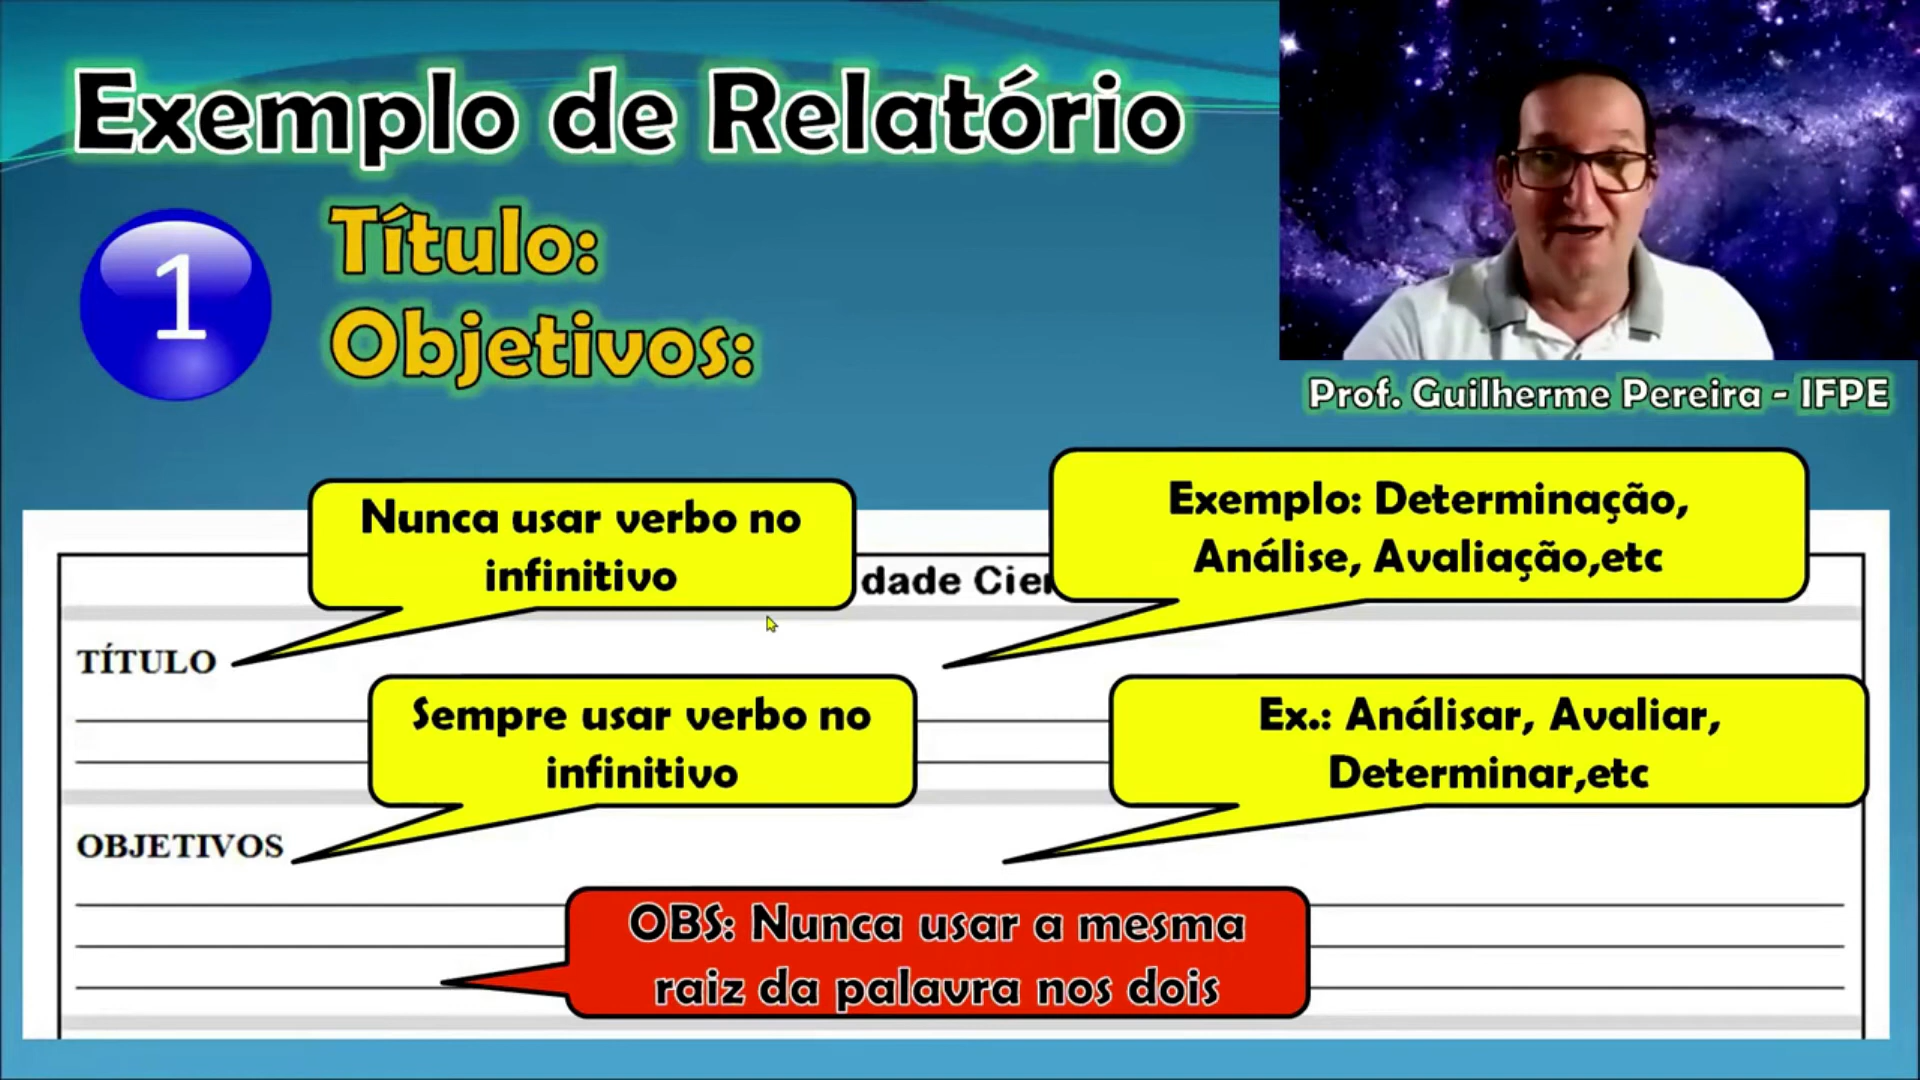 Exemplo de Relatório
1
Título:
Objetivos:
Prof. Guilherme Pereira - IFPE
Nunca usar verbo no
infinitivo
Exemplo: Determinação,
Análise, Avaliação,etc
dade Cien
TÍTULO
Sempre usar verbo no
infinitivo
Ex.: Análisar, Avaliar,
Determinar,etc
OBJETIVOS
OBS: Nunca usar a mesma
raiz da palavra nos dois